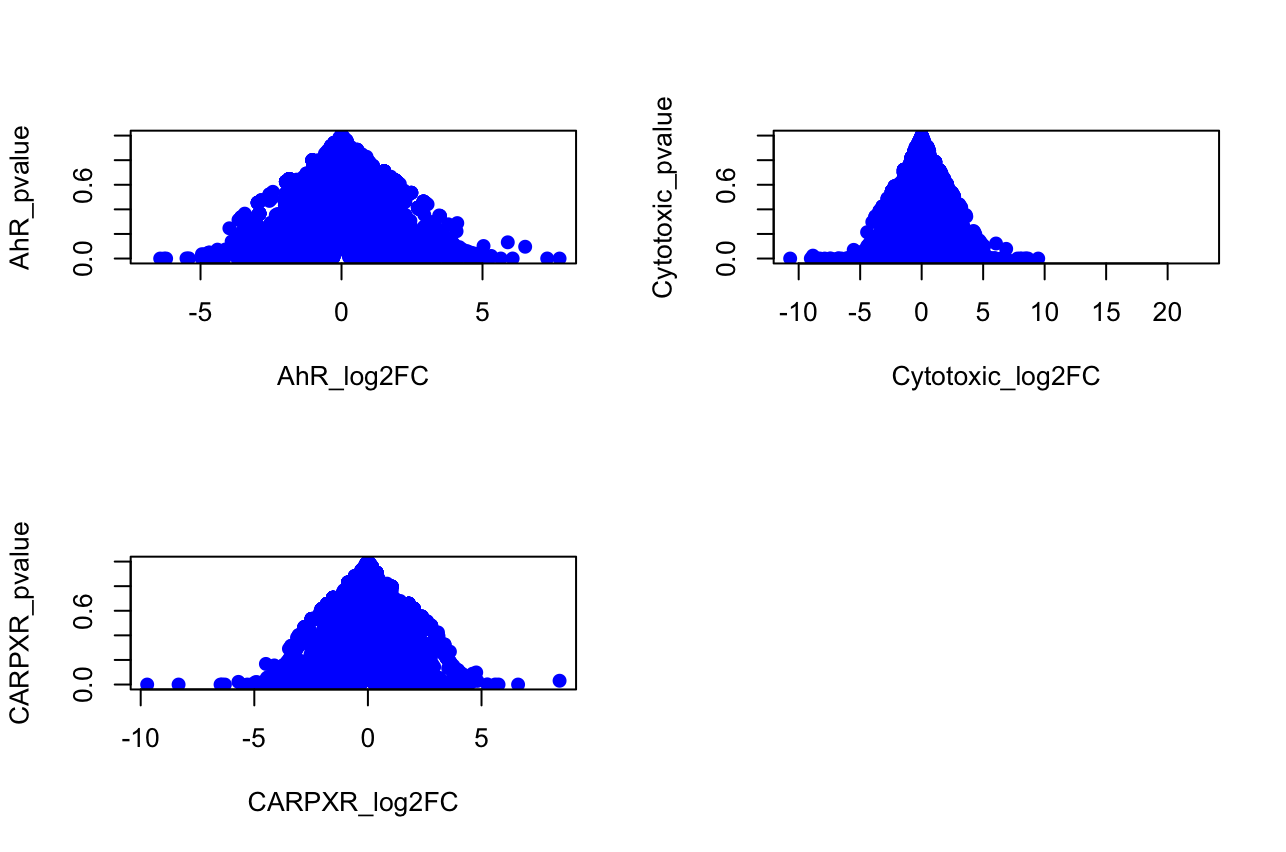 AhR_pvalue
0.6
0.0
-5 0 5
AhR_log2FC
Cytotoxic_pvalue
0.6
0.0
-10 -5 0 5 10 15 20
Cytotoxic_log2FC
CARPXR_pvalue
0.6
0.0
-10 -5 0 5
CARPXR_log2FC